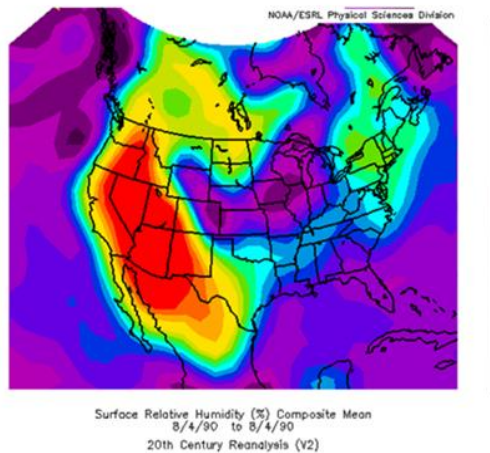 NOAA/ESRL Physical Sciences Division
Surface Relative Humidity (%) Composite Mean
8/4/90 to 8/4/90
20th Century Reanalysis (V2)